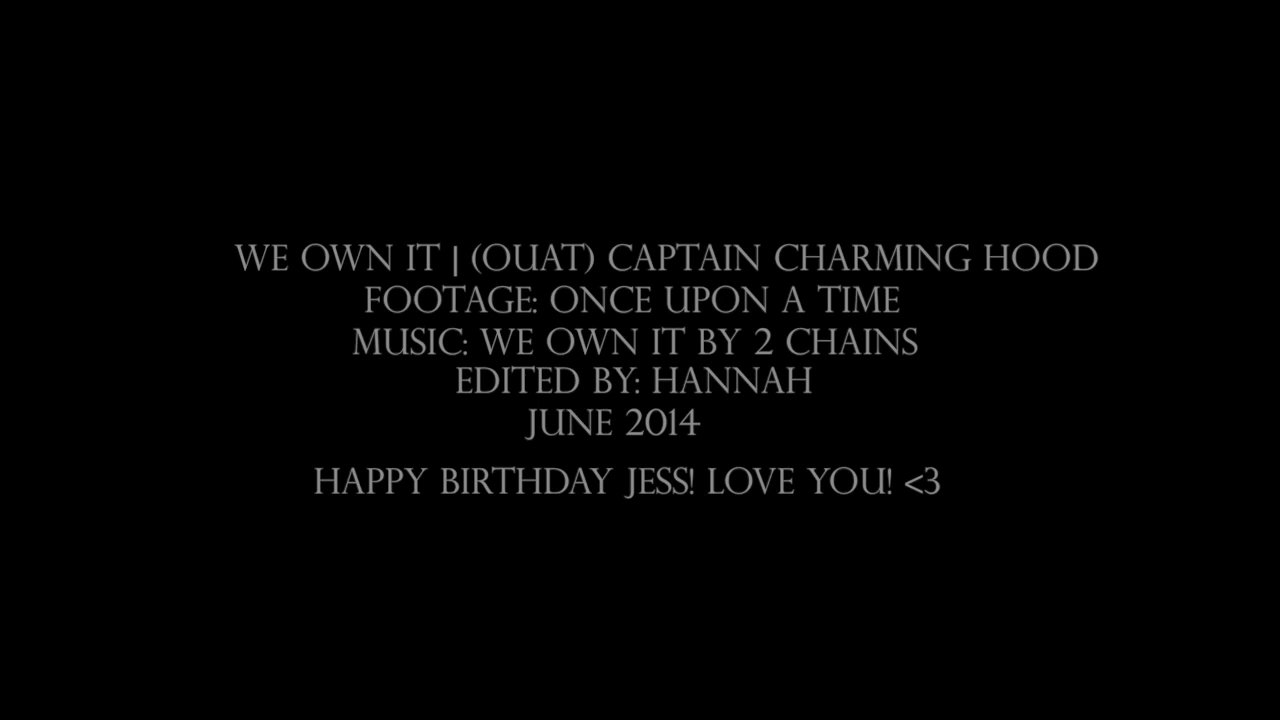 WE OWN IT | (OUAT) CAPTAIN CHARMING HOOD
FOOTAGE: ONCE UPON A TIME
MUSIC: WE OWN IT BY 2 CHAINS
EDITED BY: HANNAH
JUNE 2014
HAPPY BIRTHDAY JESS! LOVE YOU! <3